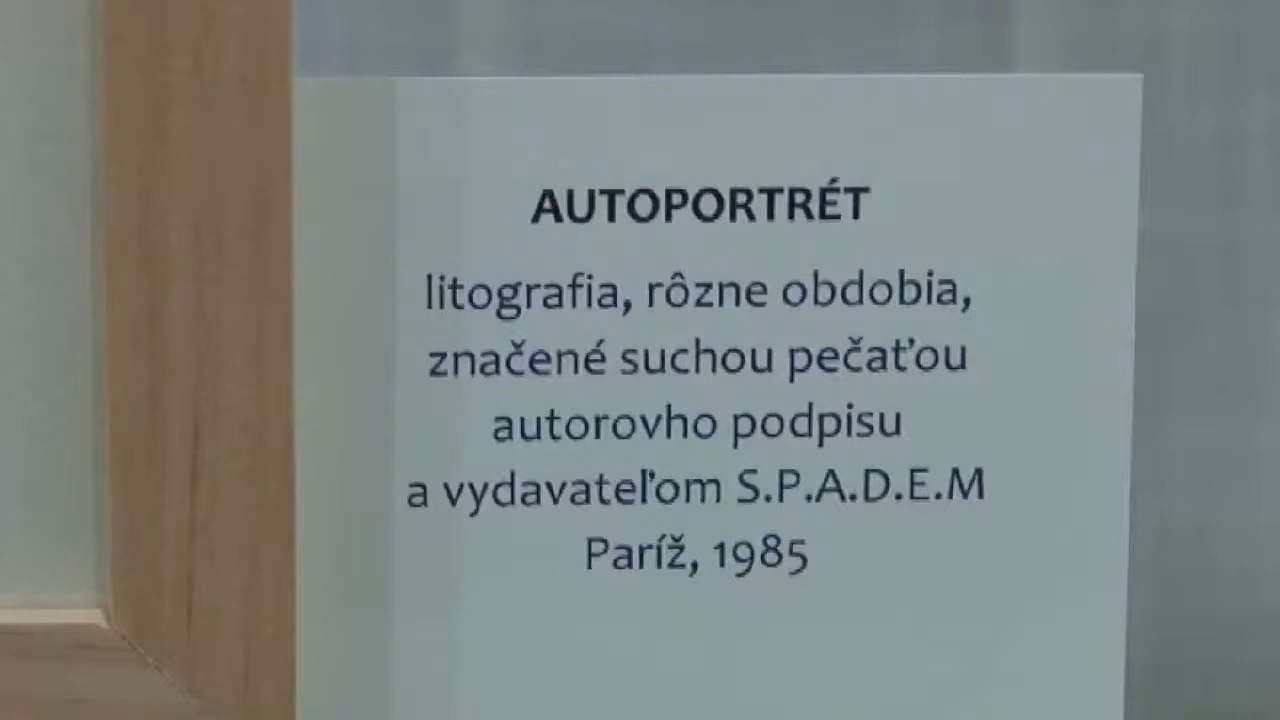 AUTOPORTRÉT
litografia, rôzne obdobia,
značené suchou pečaťou
autorovho podpisu
a vydavateľom S.P.A.D.E.M
Paríž, 1985